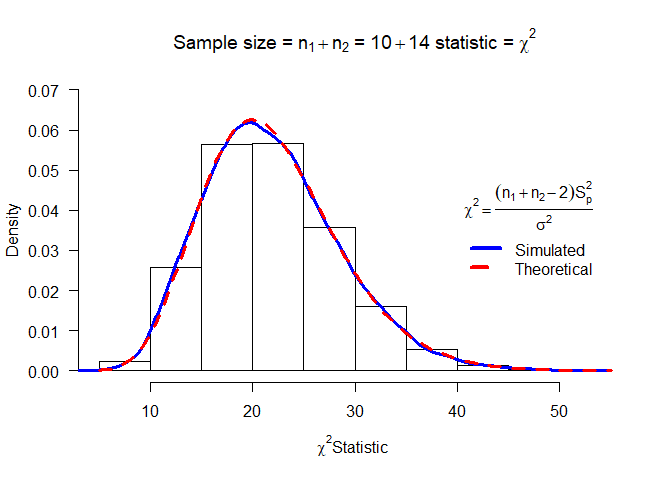 Sample size = n₁ + n₂ = 10 + 14 statistic = χ²
0.07
0.06
0.05
0.04
0.03
0.02
0.01
0.00
Density
χ² = (n₁ + n₂ − 2)S²ₚ / σ²
Simulated
Theoretical
10 20 30 40 50
χ²Statistic